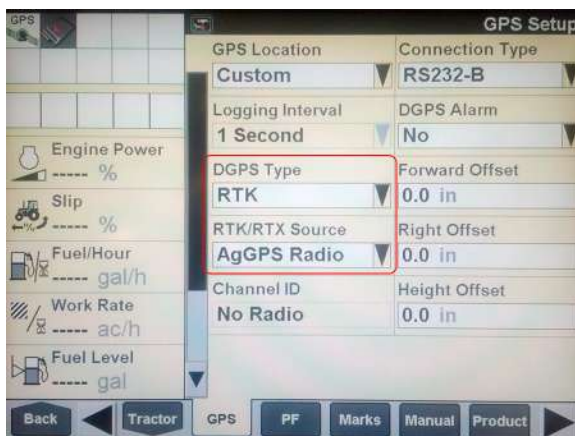 GPS
GPS Setup
GPS Location
Connection Type
Custom
RS232-B
Logging Interval
DGPS Alarm
1 Second
No
Engine Power
----- %
DGPS Type
Forward Offset
RTK
0.0 in
Slip
----- %
RTK/RTX Source
Right Offset
AgGPS Radio
0.0 in
Fuel/Hour
----- gal/h
Channel ID
Height Offset
No Radio
0.0 in
Work Rate
----- ac/h
Fuel Level
----- gal
Back
Tractor
GPS
PF
Marks
Manual
Product